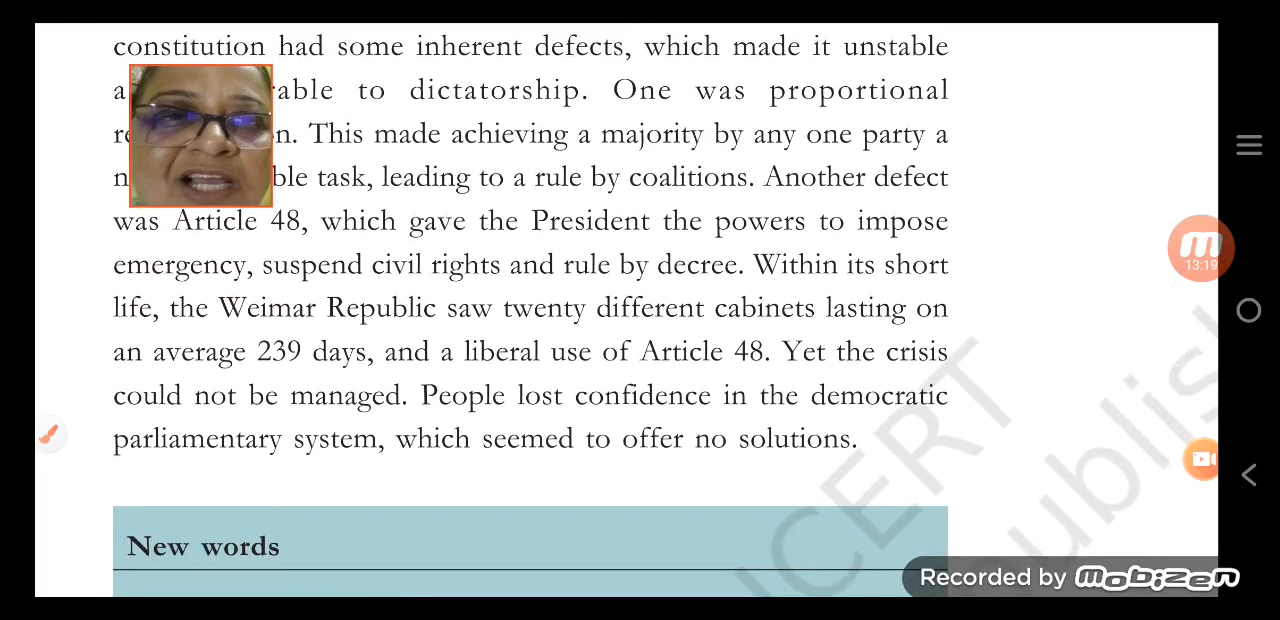 constitution had some inherent defects, which made it unstable
a rable to dictatorship. One was proportional
re n. This made achieving a majority by any one party a
n ble task, leading to a rule by coalitions. Another defect
was Article 48, which gave the President the powers to impose
emergency, suspend civil rights and rule by decree. Within its short
life, the Weimar Republic saw twenty different cabinets lasting on
an average 239 days, and a liberal use of Article 48. Yet the crisis
could not be managed. People lost confidence in the democratic
parliamentary system, which seemed to offer no solutions.
New words
13:19
Recorded by mobizen